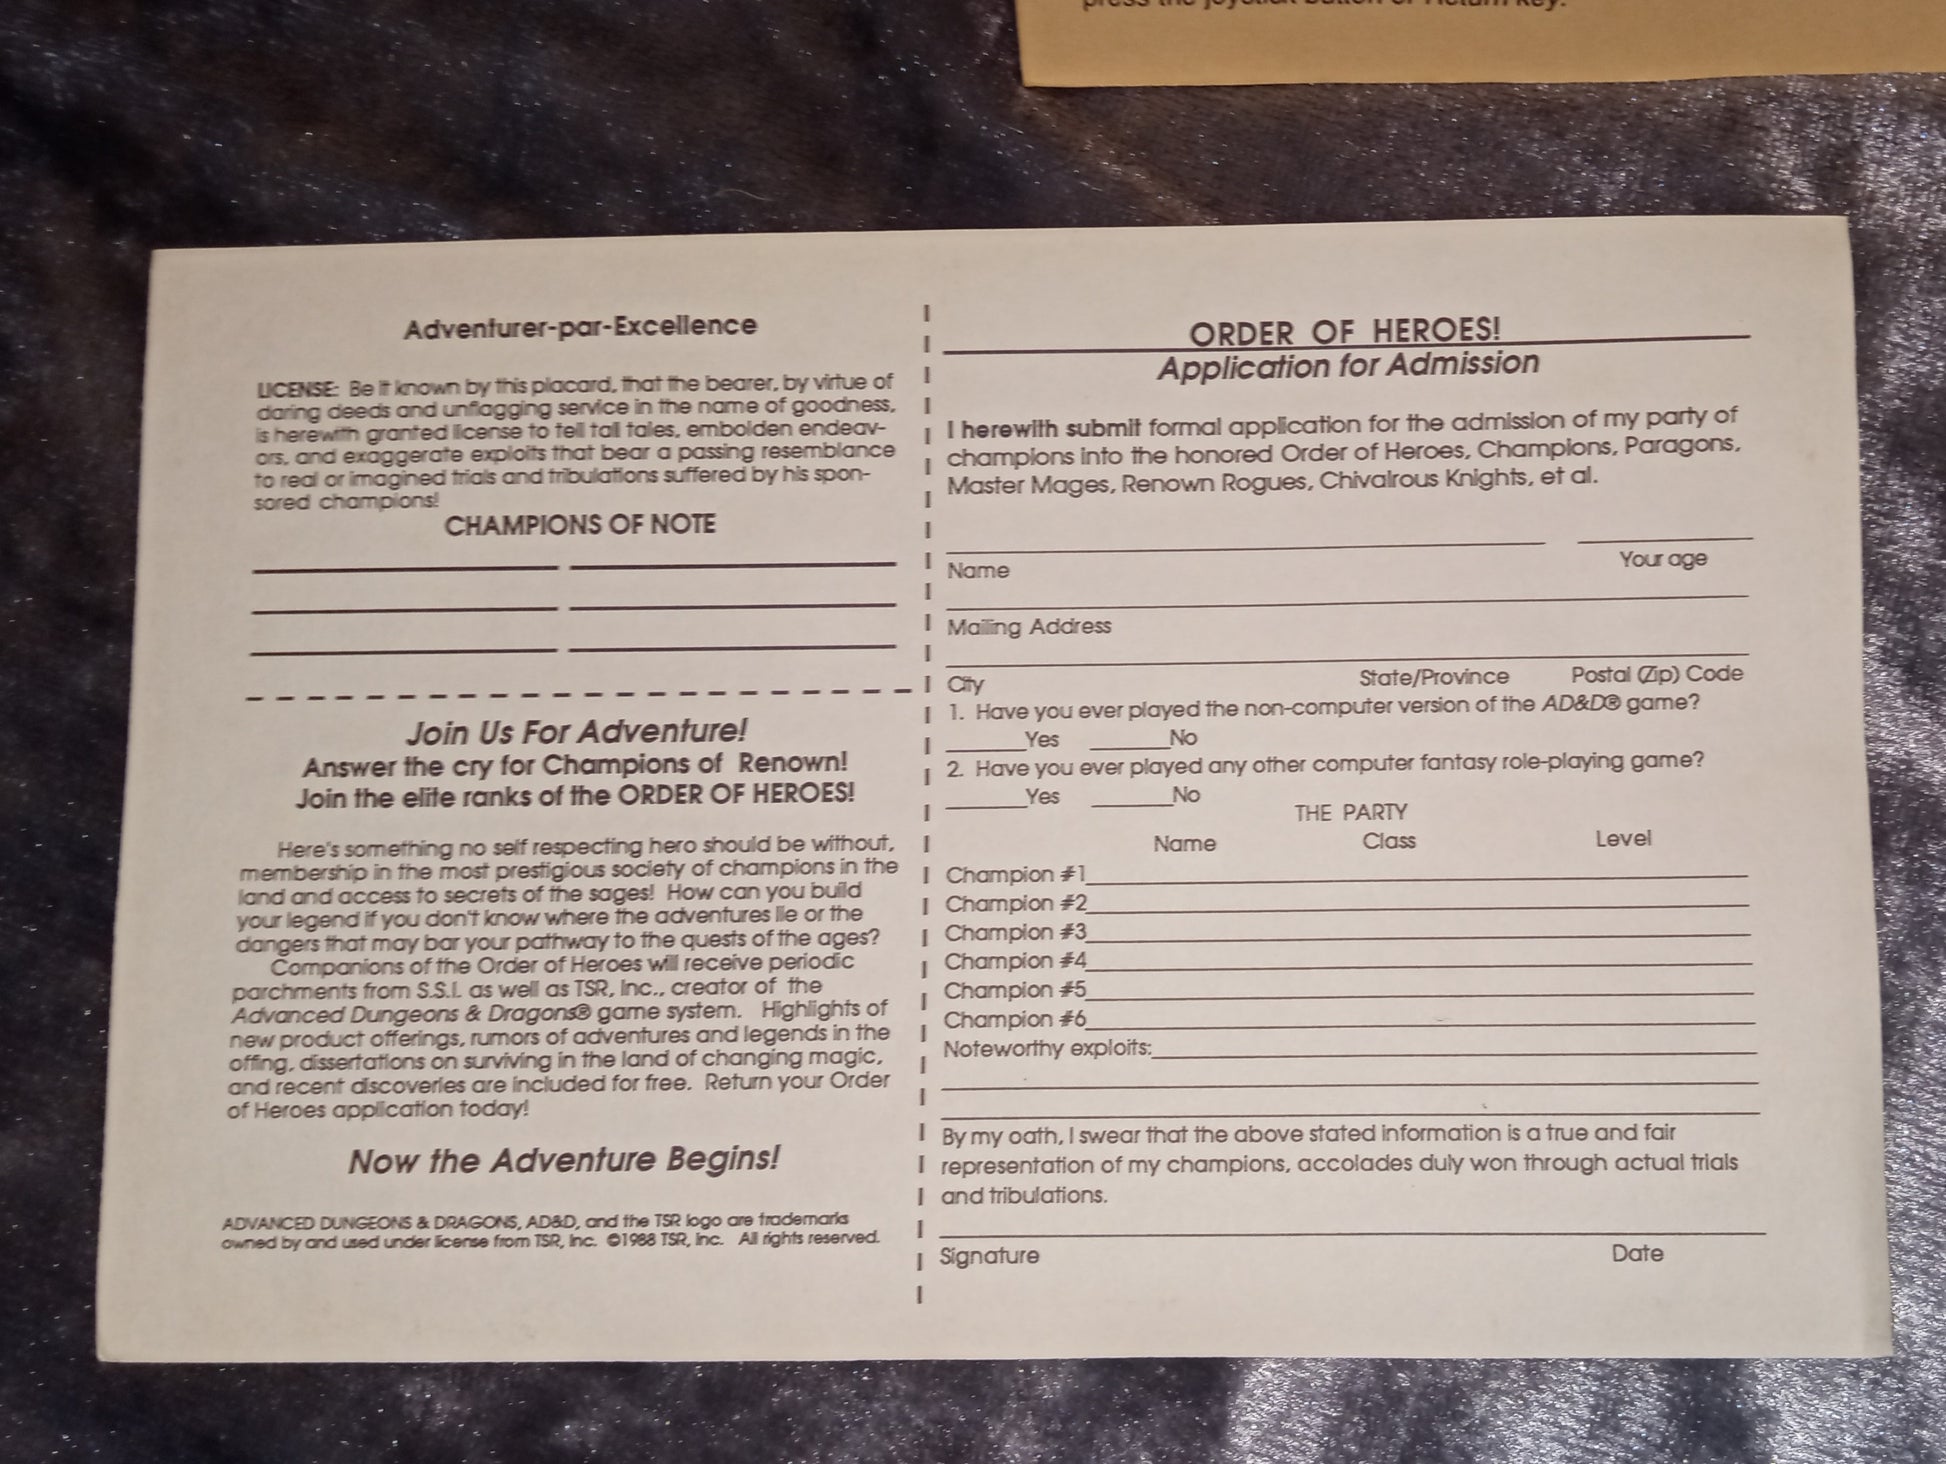 press the joystick button or Return key.
Adventurer-par-Excellence
LICENSE: Be it known by this placard, that the bearer, by virtue of
daring deeds and unflagging service in the name of goodness,
is herewith granted license to tell tall tales, embolden endeav-
ors, and exaggerate exploits that bear a passing resemblance
to real or imagined trials and tribulations suffered by his spon-
sored champions!
CHAMPIONS OF NOTE
Join Us For Adventure!
Answer the cry for Champions of Renown!
Join the elite ranks of the ORDER OF HEROES!
Here's something no self respecting hero should be without,
membership in the most prestigious society of champions in the
land and access to secrets of the sages! How can you build
your legend if you don't know where the adventures lie or the
dangers that may bar your pathway to the quests of the ages?
Companions of the Order of Heroes will receive periodic
parchments from S.S.I. as well as TSR, Inc., creator of the
Advanced Dungeons & Dragons® game system. Highlights of
new product offerings, rumors of adventures and legends in the
offing, dissertations on surviving in the land of changing magic,
and recent discoveries are included for free. Return your Order
of Heroes application today!
Now the Adventure Begins!
ADVANCED DUNGEONS & DRAGONS, AD&D, and the TSR logo are trademarks
owned by and used under license from TSR, Inc. ©1988 TSR, Inc. All rights reserved.
ORDER OF HEROES!
Application for Admission
I herewith submit formal application for the admission of my party of
champions into the honored Order of Heroes, Champions, Paragons,
Master Mages, Renown Rogues, Chivalrous Knights, et al.
Name Your age
Mailing Address
City State/Province Postal (Zip) Code
1. Have you ever played the non-computer version of the AD&D® game?
______Yes ______No
2. Have you ever played any other computer fantasy role-playing game?
______Yes ______No
THE PARTY
Name Class Level
Champion #1
Champion #2
Champion #3
Champion #4
Champion #5
Champion #6
Noteworthy exploits:
By my oath, I swear that the above stated information is a true and fair
representation of my champions, accolades duly won through actual trials
and tribulations.
Signature Date